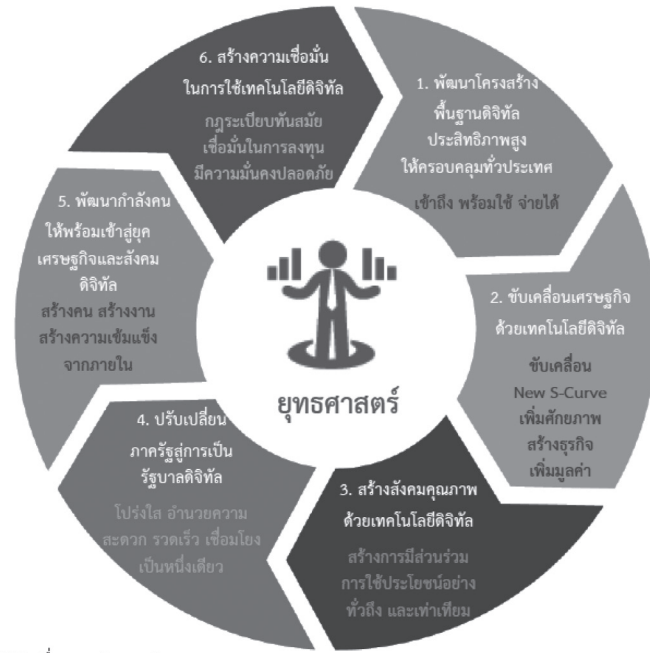 6. สร้างความเชื่อมั่น
ในการใช้เทคโนโลยีดิจิทัล
กฎระเบียบทันสมัย
เชื่อมั่นในการลงทุน
มีความมั่นคงปลอดภัย
1. พัฒนาโครงสร้าง
พื้นฐานดิจิทัล
ประสิทธิภาพสูง
ให้ครอบคลุมทั่วประเทศ
เข้าถึง พร้อมใช้ จ่ายได้
2. ขับเคลื่อนเศรษฐกิจ
ด้วยเทคโนโลยีดิจิทัล
ขับเคลื่อน
New S-Curve
เพิ่มศักยภาพ
สร้างธุรกิจ
เพิ่มมูลค่า
3. สร้างสังคมคุณภาพ
ด้วยเทคโนโลยีดิจิทัล
สร้างการมีส่วนร่วม
การใช้ประโยชน์อย่าง
ทั่วถึง และเท่าเทียม
4. ปรับเปลี่ยน
ภาครัฐสู่การเป็น
รัฐบาลดิจิทัล
โปร่งใส อำนวยความ
สะดวก รวดเร็ว เชื่อมโยง
เป็นหนึ่งเดียว
5. พัฒนากำลังคน
ให้พร้อมเข้าสู่ยุค
เศรษฐกิจและสังคม
ดิจิทัล
สร้างคน สร้างงาน
สร้างความเข้มแข็ง
จากภายใน
ยุทธศาสตร์